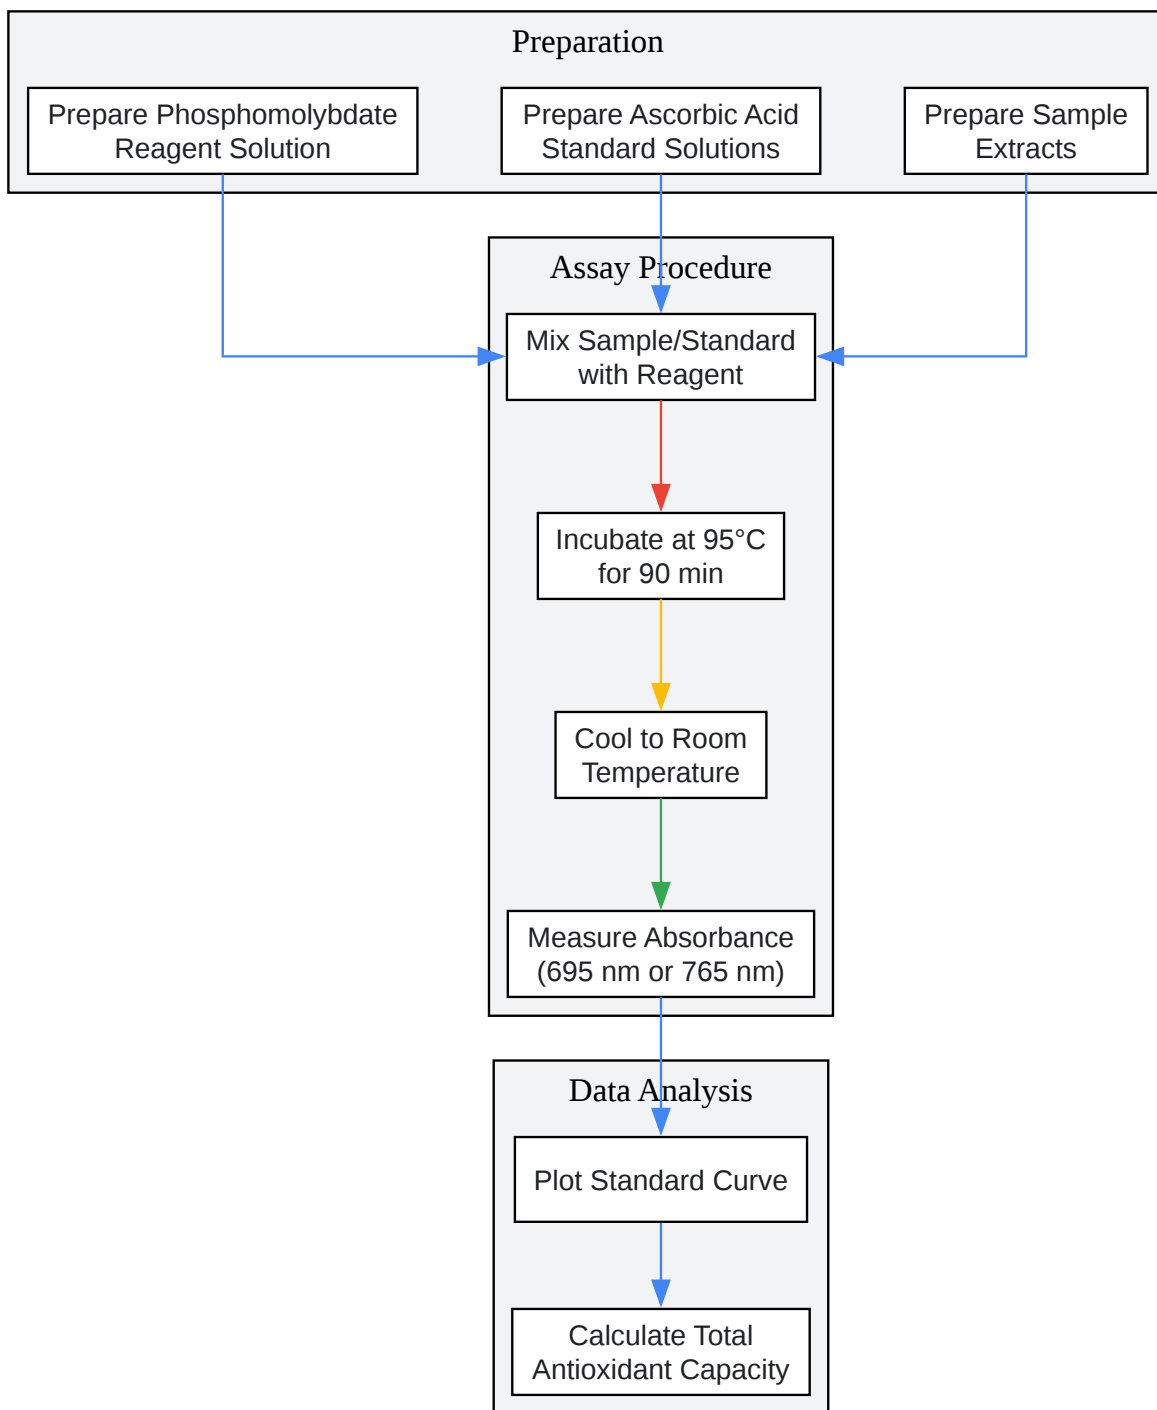 Preparation
Prepare Phosphomolybdate
Reagent Solution
Prepare Ascorbic Acid
Standard Solutions
Prepare Sample
Extracts
Assay Procedure
Mix Sample/Standard
with Reagent
Incubate at 95°C
for 90 min
Cool to Room
Temperature
Measure Absorbance
(695 nm or 765 nm)
Data Analysis
Plot Standard Curve
Calculate Total
Antioxidant Capacity